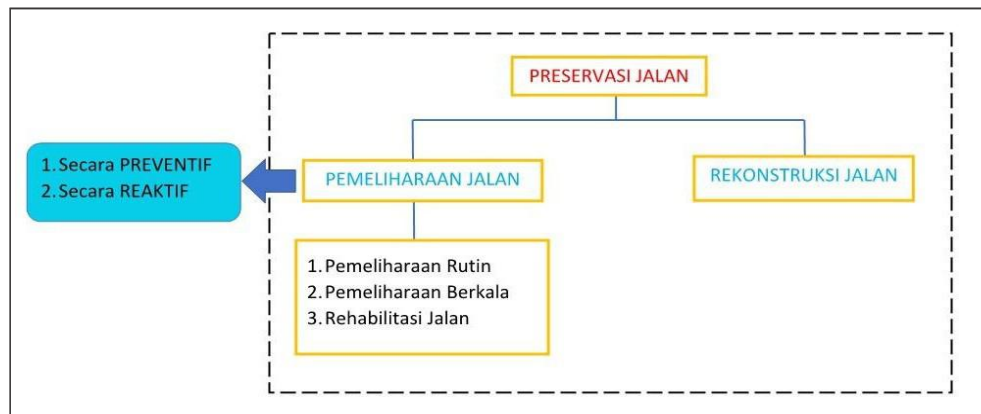 PRESERVASI JALAN
1.Secara PREVENTIF
2.Secara REAKTIF
PEMELIHARAAN JALAN
REKONSTRUKSI JALAN
1.Pemeliharaan Rutin
2.Pemeliharaan Berkala
3.Rehabilitasi Jalan